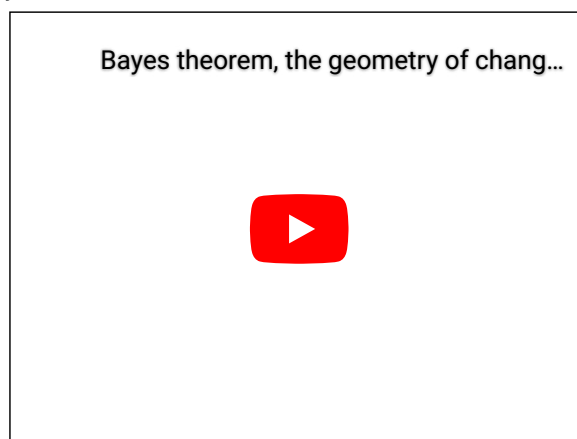 Bayes theorem, the geometry of chang…